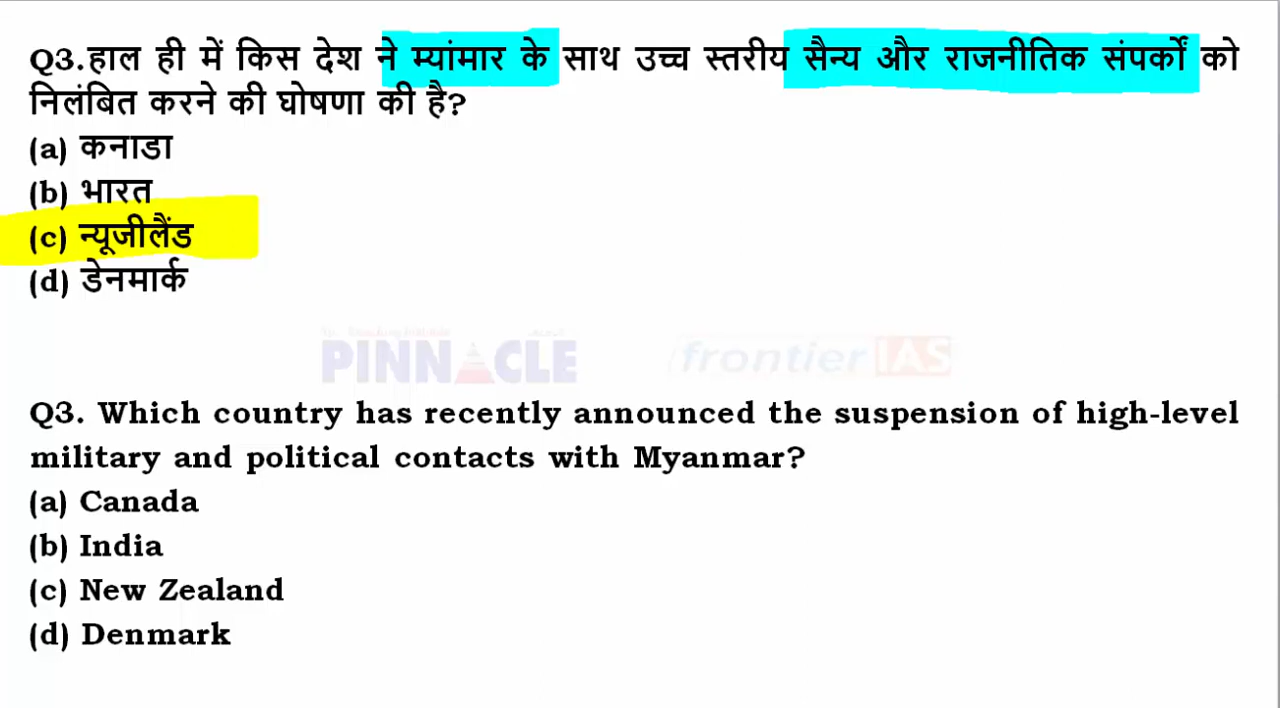 Q3.हाल ही में किस देश ने म्यांमार के साथ उच्च स्तरीय सैन्य और राजनीतिक संपर्कों को
निलंबित करने की घोषणा की है?
(a) कनाडा
(b) भारत
(c) न्यूजीलैंड
(d) डेनमार्क
PINNACLE frontier IAS
Q3. Which country has recently announced the suspension of high-level
military and political contacts with Myanmar?
(a) Canada
(b) India
(c) New Zealand
(d) Denmark